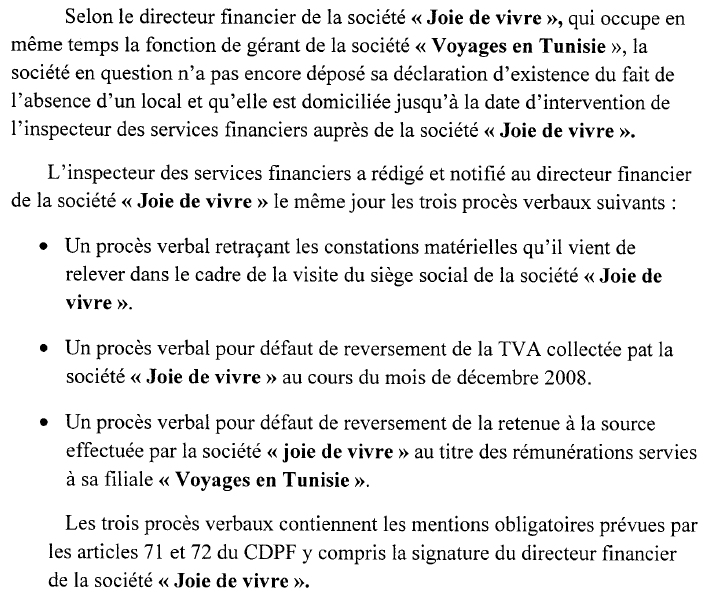 Selon le directeur financier de la société « Joie de vivre », qui occupe en
même temps la fonction de gérant de la société « Voyages en Tunisie », la
société en question n’a pas encore déposé sa déclaration d’existence du fait de
l’absence d’un local et qu’elle est domiciliée jusqu’à la date d’intervention de
l’inspecteur des services financiers auprès de la société « Joie de vivre ».
L’inspecteur des services financiers a rédigé et notifié au directeur financier
de la société « Joie de vivre » le même jour les trois procès verbaux suivants :
• Un procès verbal retraçant les constations matérielles qu’il vient de
relever dans le cadre de la visite du siège social de la société « Joie de
vivre ».
• Un procès verbal pour défaut de reversement de la TVA collectée pat la
société « Joie de vivre » au cours du mois de décembre 2008.
• Un procès verbal pour défaut de reversement de la retenue à la source
effectuée par la société « joie de vivre » au titre des rémunérations servies
à sa filiale « Voyages en Tunisie ».
Les trois procès verbaux contiennent les mentions obligatoires prévues par
les articles 71 et 72 du CDPF y compris la signature du directeur financier
de la société « Joie de vivre ».